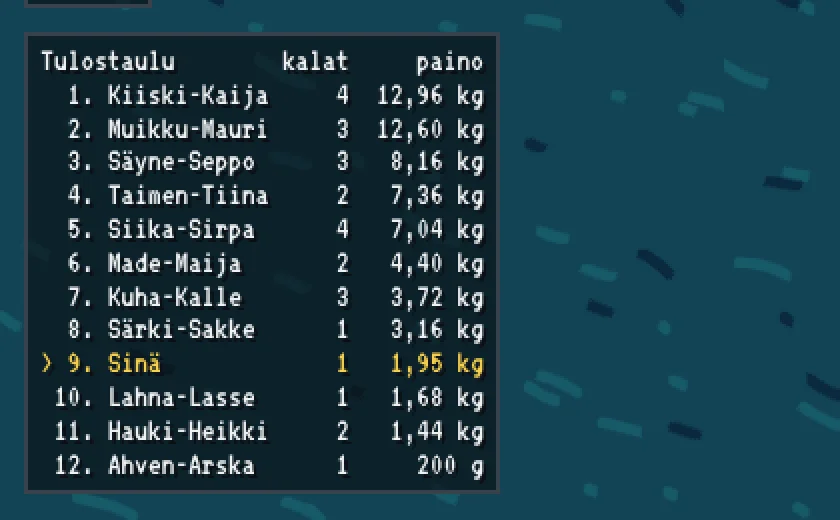 Tulostaulu kalat paino
1. Kiiski-Kaija 4 12,96 kg
2. Muikku-Mauri 3 12,60 kg
3. Säyne-Seppo 3 8,16 kg
4. Taimen-Tiina 2 7,36 kg
5. Siika-Sirpa 4 7,04 kg
6. Made-Maija 2 4,40 kg
7. Kuha-Kalle 3 3,72 kg
8. Särki-Sakke 1 3,16 kg
> 9. Sinä 1 1,95 kg
10. Lahna-Lasse 1 1,68 kg
11. Hauki-Heikki 2 1,44 kg
12. Ahven-Arska 1 200 g